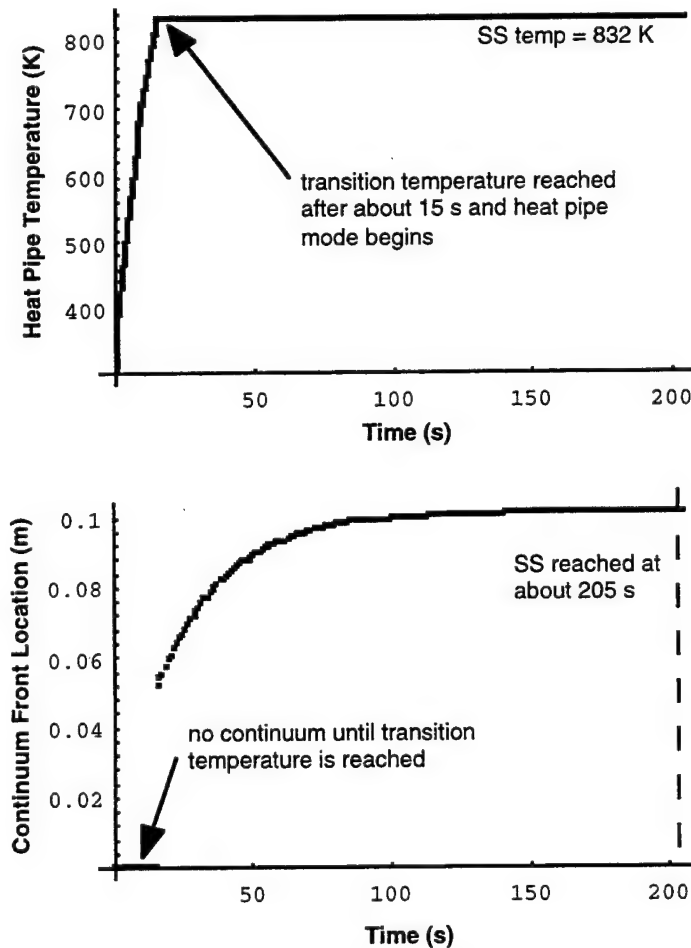 Heat Pipe Temperature (K)
800
700
600
500
400
SS temp = 832 K
transition temperature reached
after about 15 s and heat pipe
mode begins
50
100
150
200
Time (s)
Continuum Front Location (m)
0.1
0.08
0.06
0.04
0.02
SS reached at
about 205 s
no continuum until transition
temperature is reached
50
100
150
200
Time (s)